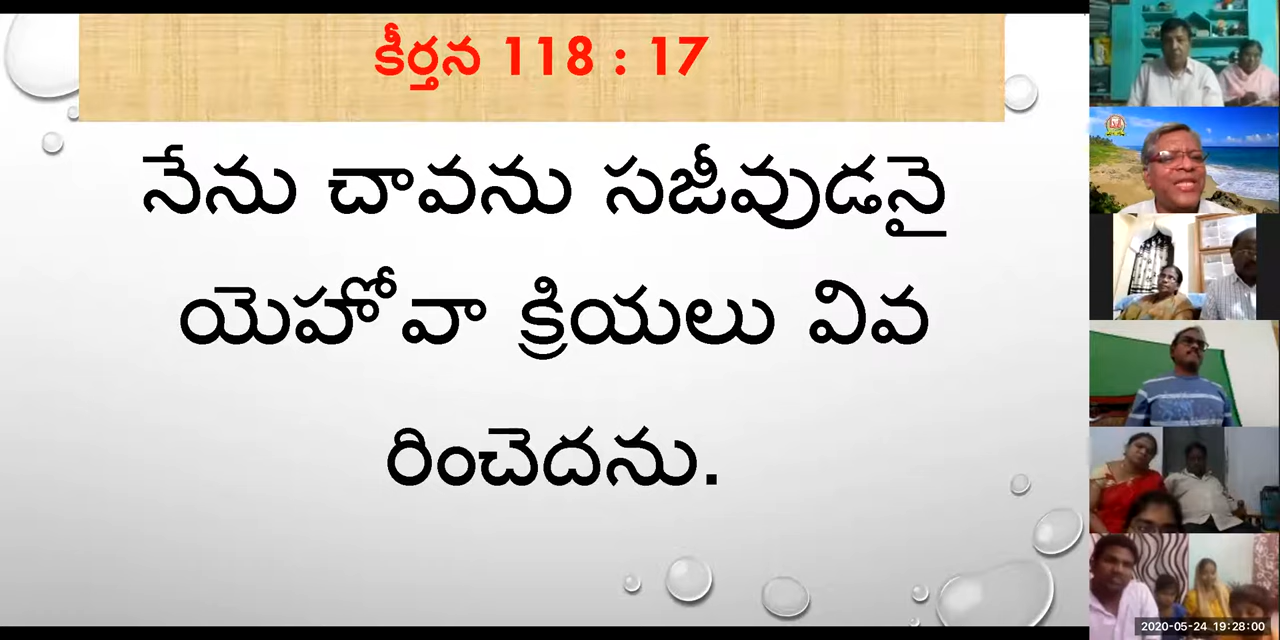 కీర్తన 118 : 17
నేను చావను సజీవుడనై
యెహోవా క్రియలు వివ
రించెదను.
2020-05-24 19:28:00